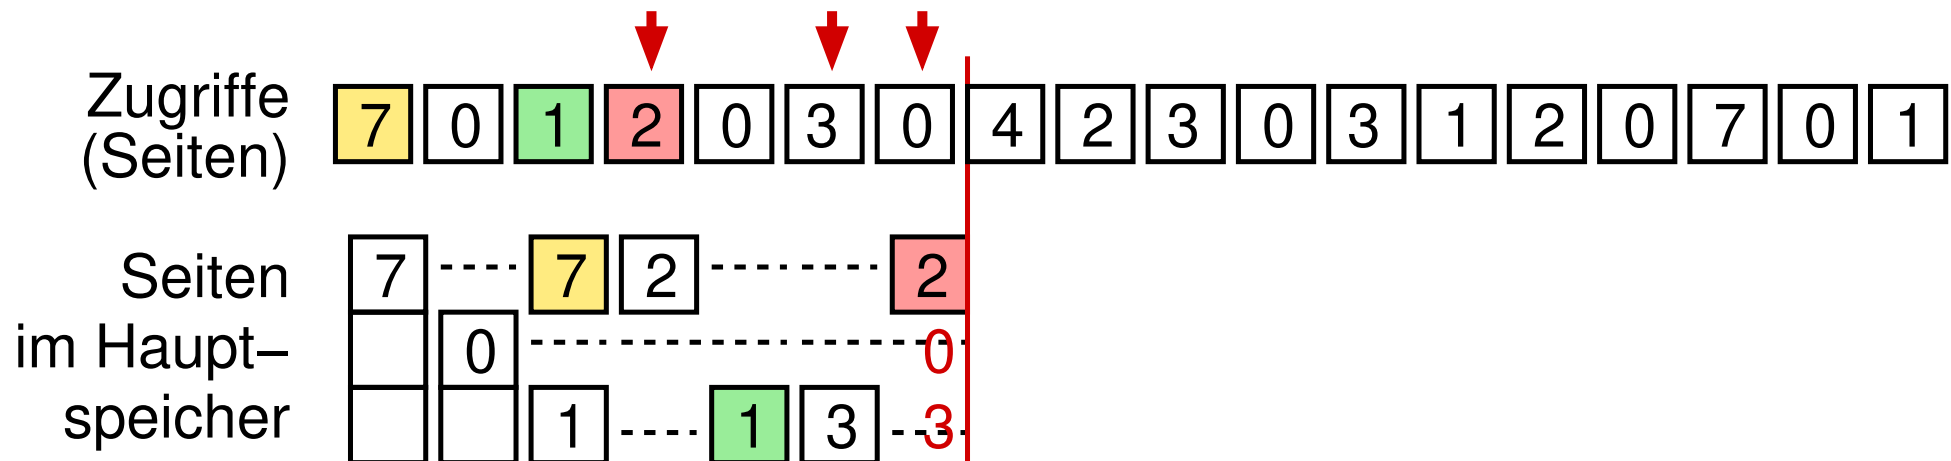 Zugriffe
(Seiten)
7 0 1 2 0 3 0 4 2 3 0 3 1 2 0 7 0 1
Seiten 7 7 2 2
im Haupt– 0 0
speicher 1 1 3 3